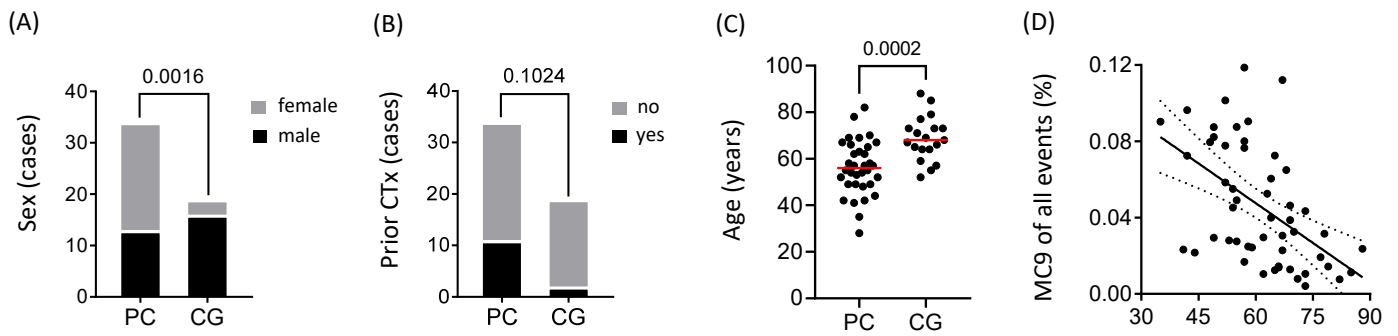 (A)
Sex (cases)
0.0016
40
30
20
10
0
PC
CG
female
male
(B)
Prior CTx (cases)
0.1024
40
30
20
10
0
PC
CG
no
yes
(C)
Age (years)
0.0002
100
80
60
40
20
0
PC
CG
(D)
MC9 of all events (%)
0.12
0.08
0.04
0.00
30
45
60
75
90